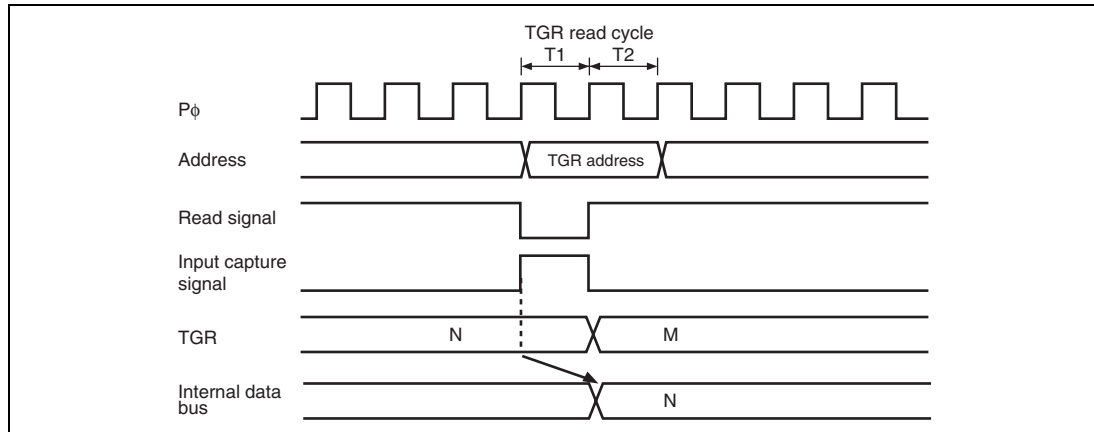 TGR read cycle
T1 T2
Pϕ
Address
TGR address
Read signal
Input capture
signal
TGR
N M
Internal data
bus
N